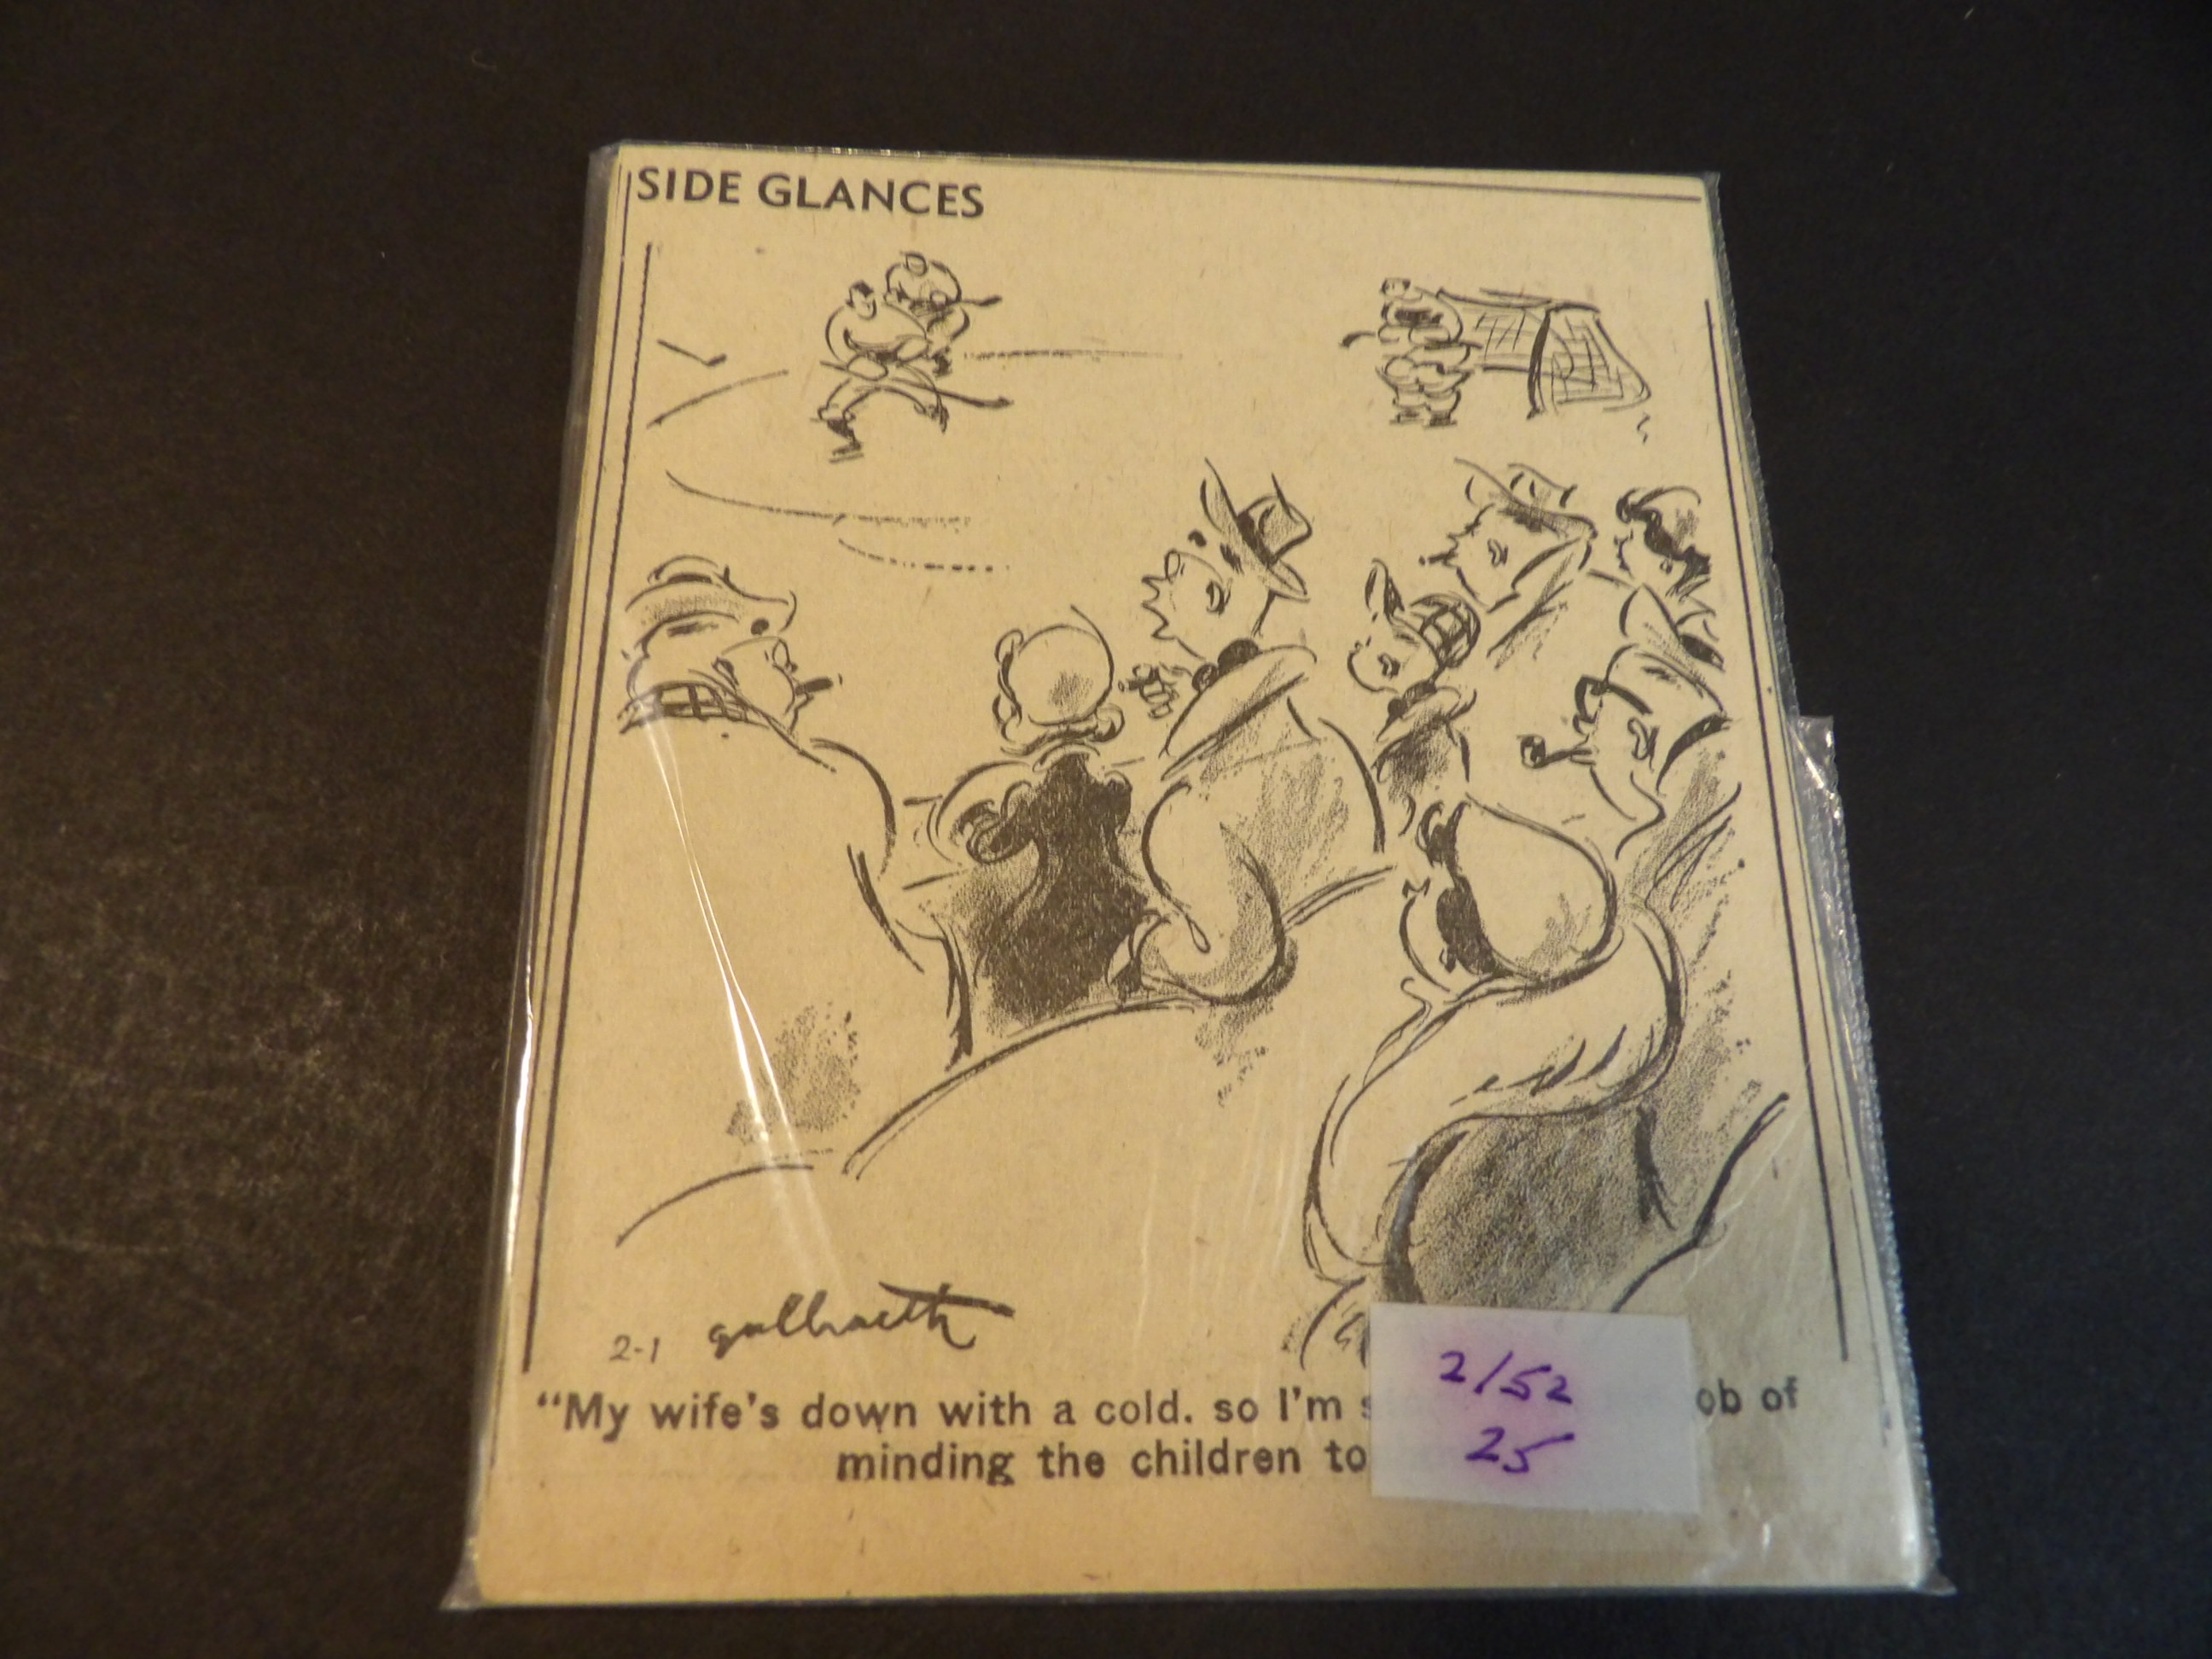 SIDE GLANCES
2-1 galbraith
"My wife's down with a cold. so I'm
ob of
minding the children to
2/52
25